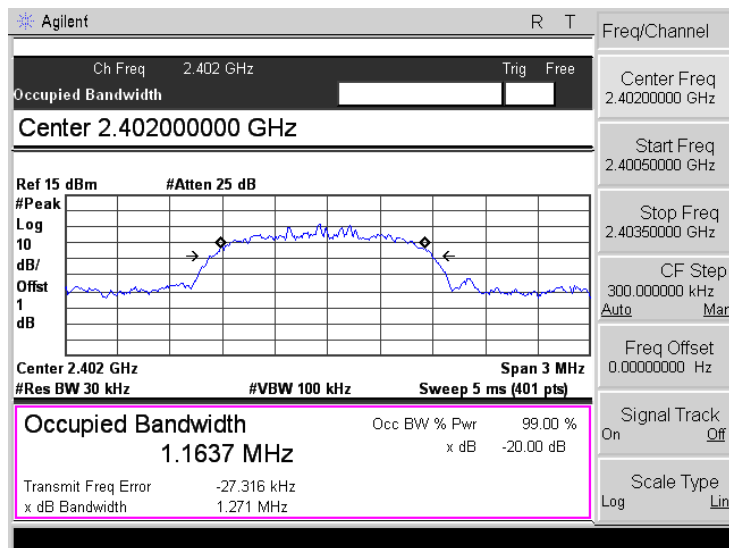 Agilent R T
Freq/Channel
Ch Freq 2.402 GHz Trig Free
Occupied Bandwidth
Center 2.402000000 GHz
Ref 15 dBm #Atten 25 dB
#Peak
Log
10
dB/
Offst
1
dB
Center 2.402 GHz Span 3 MHz
#Res BW 30 kHz #VBW 100 kHz Sweep 5 ms (401 pts)
Occupied Bandwidth
1.1637 MHz
Occ BW % Pwr 99.00 %
x dB -20.00 dB
Transmit Freq Error -27.316 kHz
x dB Bandwidth 1.271 MHz
Center Freq
2.40200000 GHz
Start Freq
2.40050000 GHz
Stop Freq
2.40350000 GHz
CF Step
300.000000 kHz
Auto Man
Freq Offset
0.00000000 Hz
Signal Track
On Off
Scale Type
Log Lin